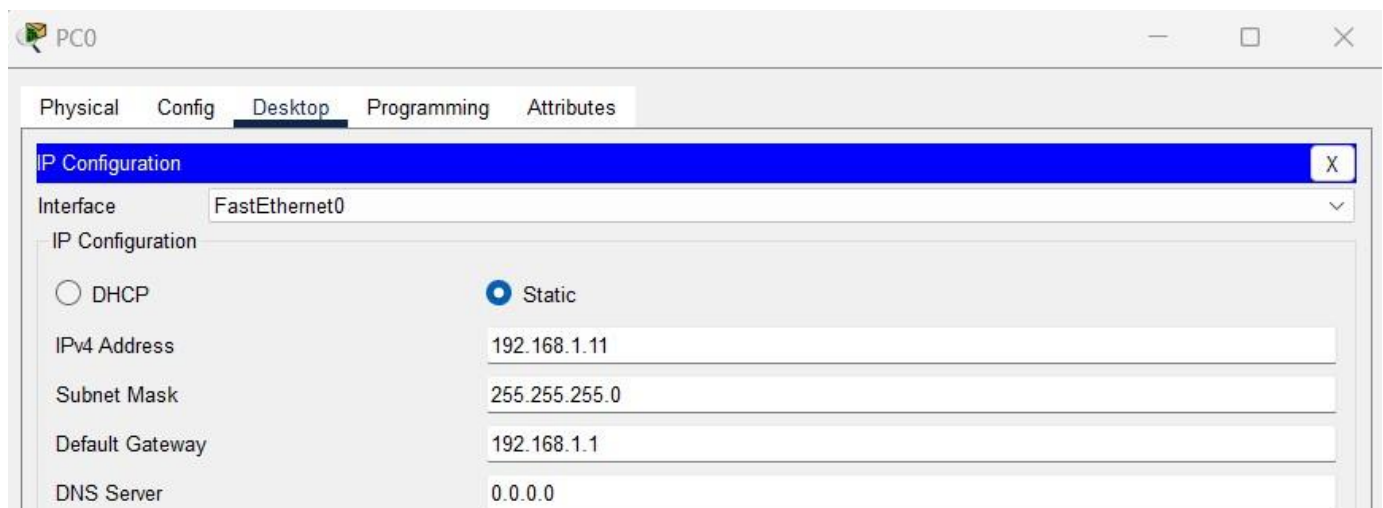 PC0
Physical Config Desktop Programming Attributes
IP Configuration X
Interface FastEthernet0
IP Configuration
DHCP Static
IPv4 Address 192.168.1.11
Subnet Mask 255.255.255.0
Default Gateway 192.168.1.1
DNS Server 0.0.0.0